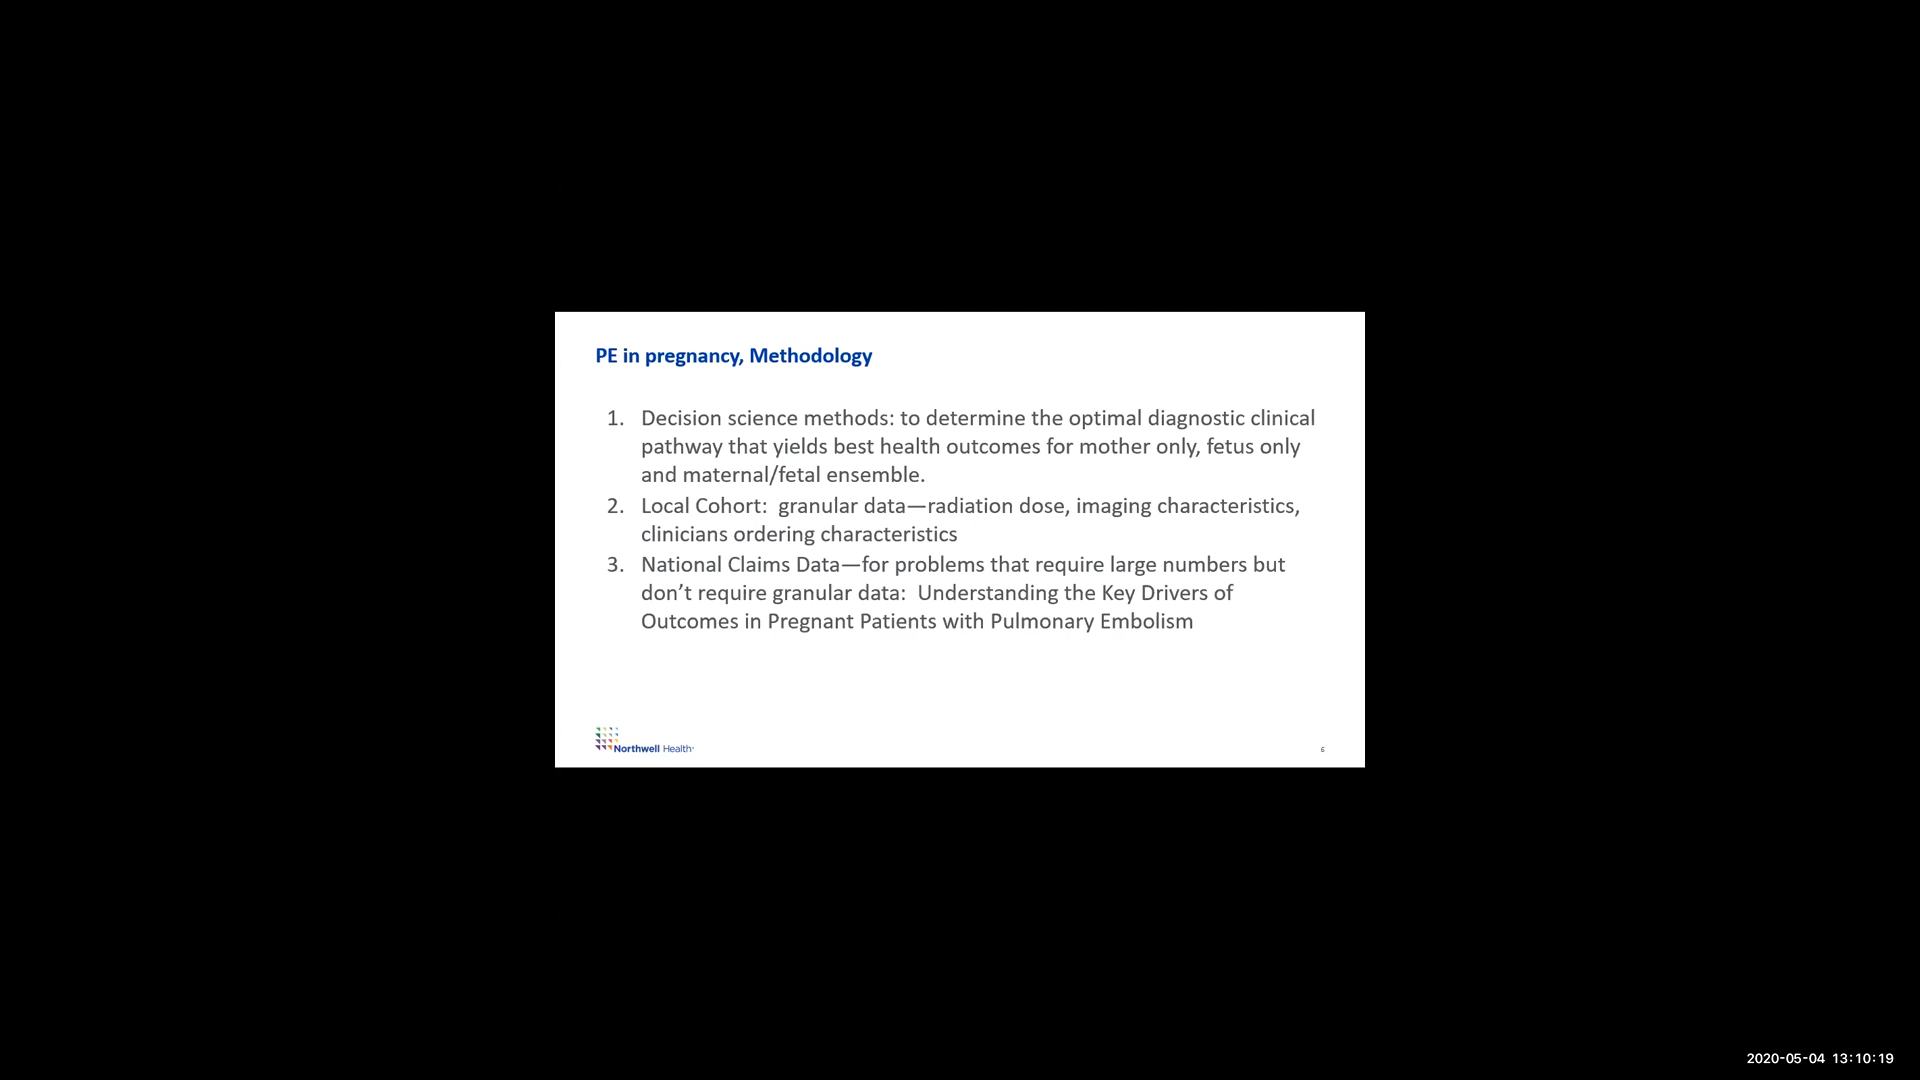 PE in pregnancy, Methodology
1. Decision science methods: to determine the optimal diagnostic clinical
pathway that yields best health outcomes for mother only, fetus only
and maternal/fetal ensemble.
2. Local Cohort:  granular data—radiation dose, imaging characteristics,
clinicians ordering characteristics
3. National Claims Data—for problems that require large numbers but
don’t require granular data:  Understanding the Key Drivers of
Outcomes in Pregnant Patients with Pulmonary Embolism
Northwell Health
6
2020-05-04 13:10:19